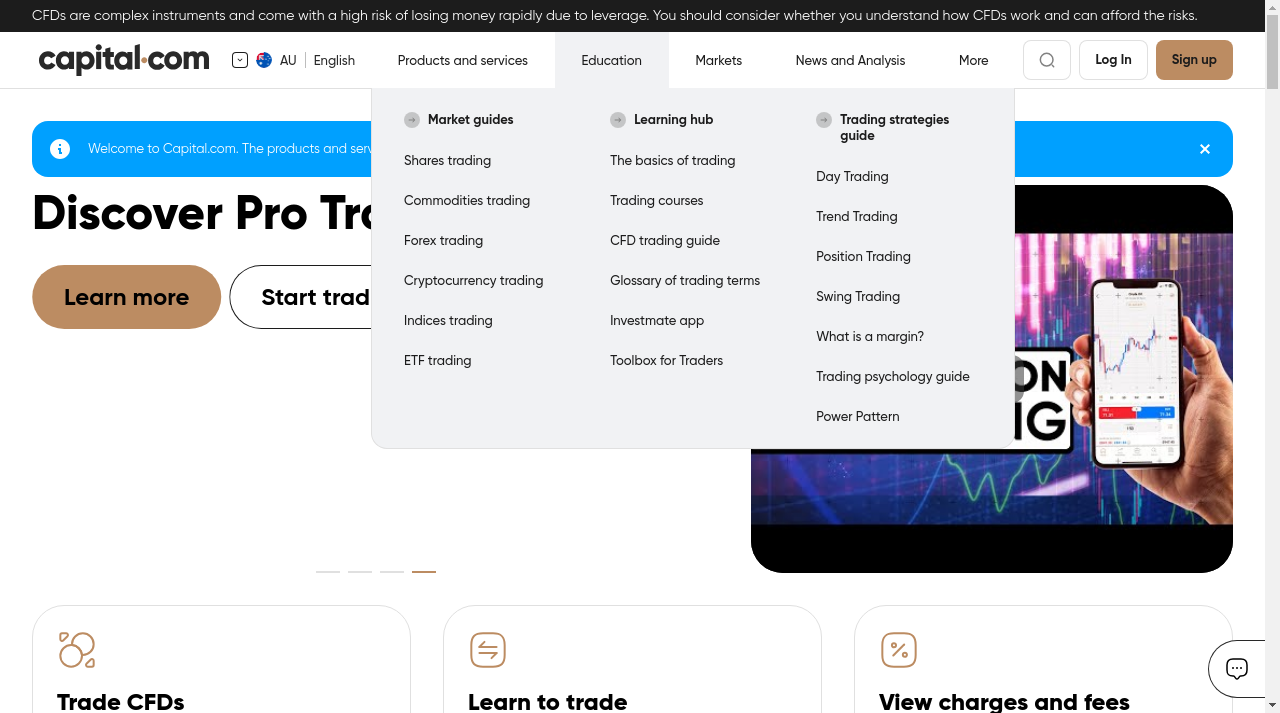 CFDs are complex instruments and come with a high risk of losing money rapidly due to leverage. You should consider whether you understand how CFDs work and can afford the risk.
capital.com
AU English
Products and services
Education
Markets
News and Analysis
More
Log In
Sign up
Welcome to Capital.com. The products and serv
Discover Pro Tra
Learn more
Start trad
Market guides
Shares trading
Commodities trading
Forex trading
Cryptocurrency trading
Indices trading
ETF trading
Learning hub
The basics of trading
Trading courses
CFD trading guide
Glossary of trading terms
Investmate app
Toolbox for Traders
Trading strategies
guide
Day Trading
Trend Trading
Position Trading
Swing Trading
What is a margin?
Trading psychology guide
Power Pattern
ON
NG
Trade CFDs
Learn to trade
View charges and fees